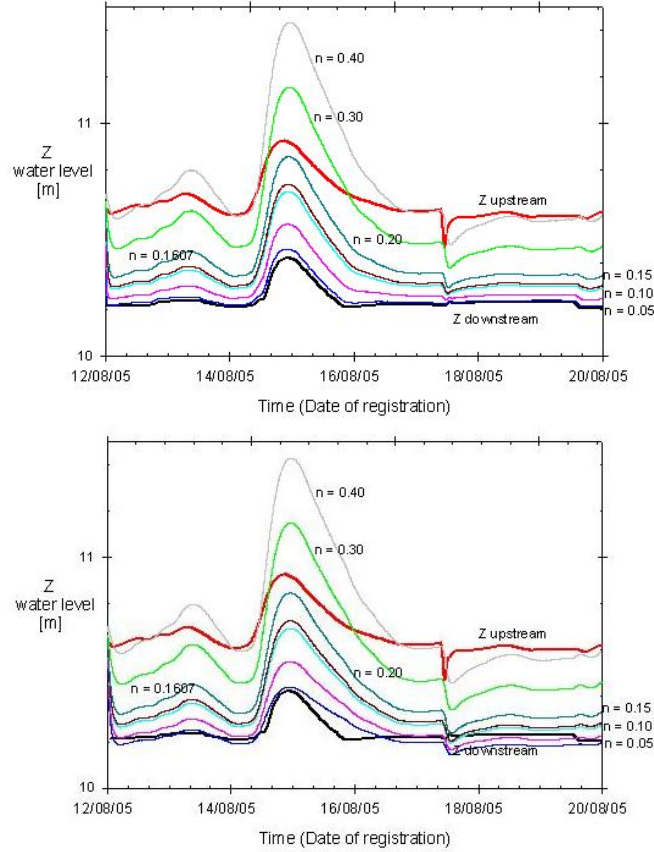 n = 0.40
n = 0.30
11
Z
water level
[m]
Z upstream
n = 0.20
n = 0.1607
n = 0.15
n = 0.10
n = 0.05
Z downstream
10
12/08/05 14/08/05 16/08/05 18/08/05 20/08/05
Time (Date of registration)
n = 0.40
n = 0.30
11
Z
water level
[m]
Z upstream
n = 0.20
n = 0.1607
n = 0.15
n = 0.10
n = 0.05
Z downstream
10
12/08/05 14/08/05 16/08/05 18/08/05 20/08/05
Time (Date of registration)